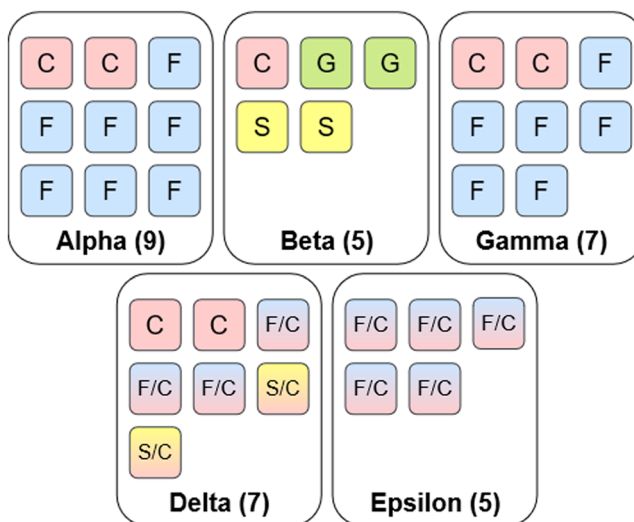 C C F
F F F
F F F
Alpha (9)
C G G
S S
Beta (5)
C C F
F F F
F F
Gamma (7)
C C F/C
F/C F/C S/C
S/C
Delta (7)
F/C F/C F/C
F/C F/C
Epsilon (5)